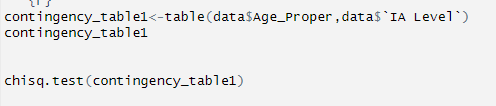 {r}
contingency_table1<-table(data$Age_Proper,data$`IA Level`)
contingency_table1
chisq.test(contingency_table1)